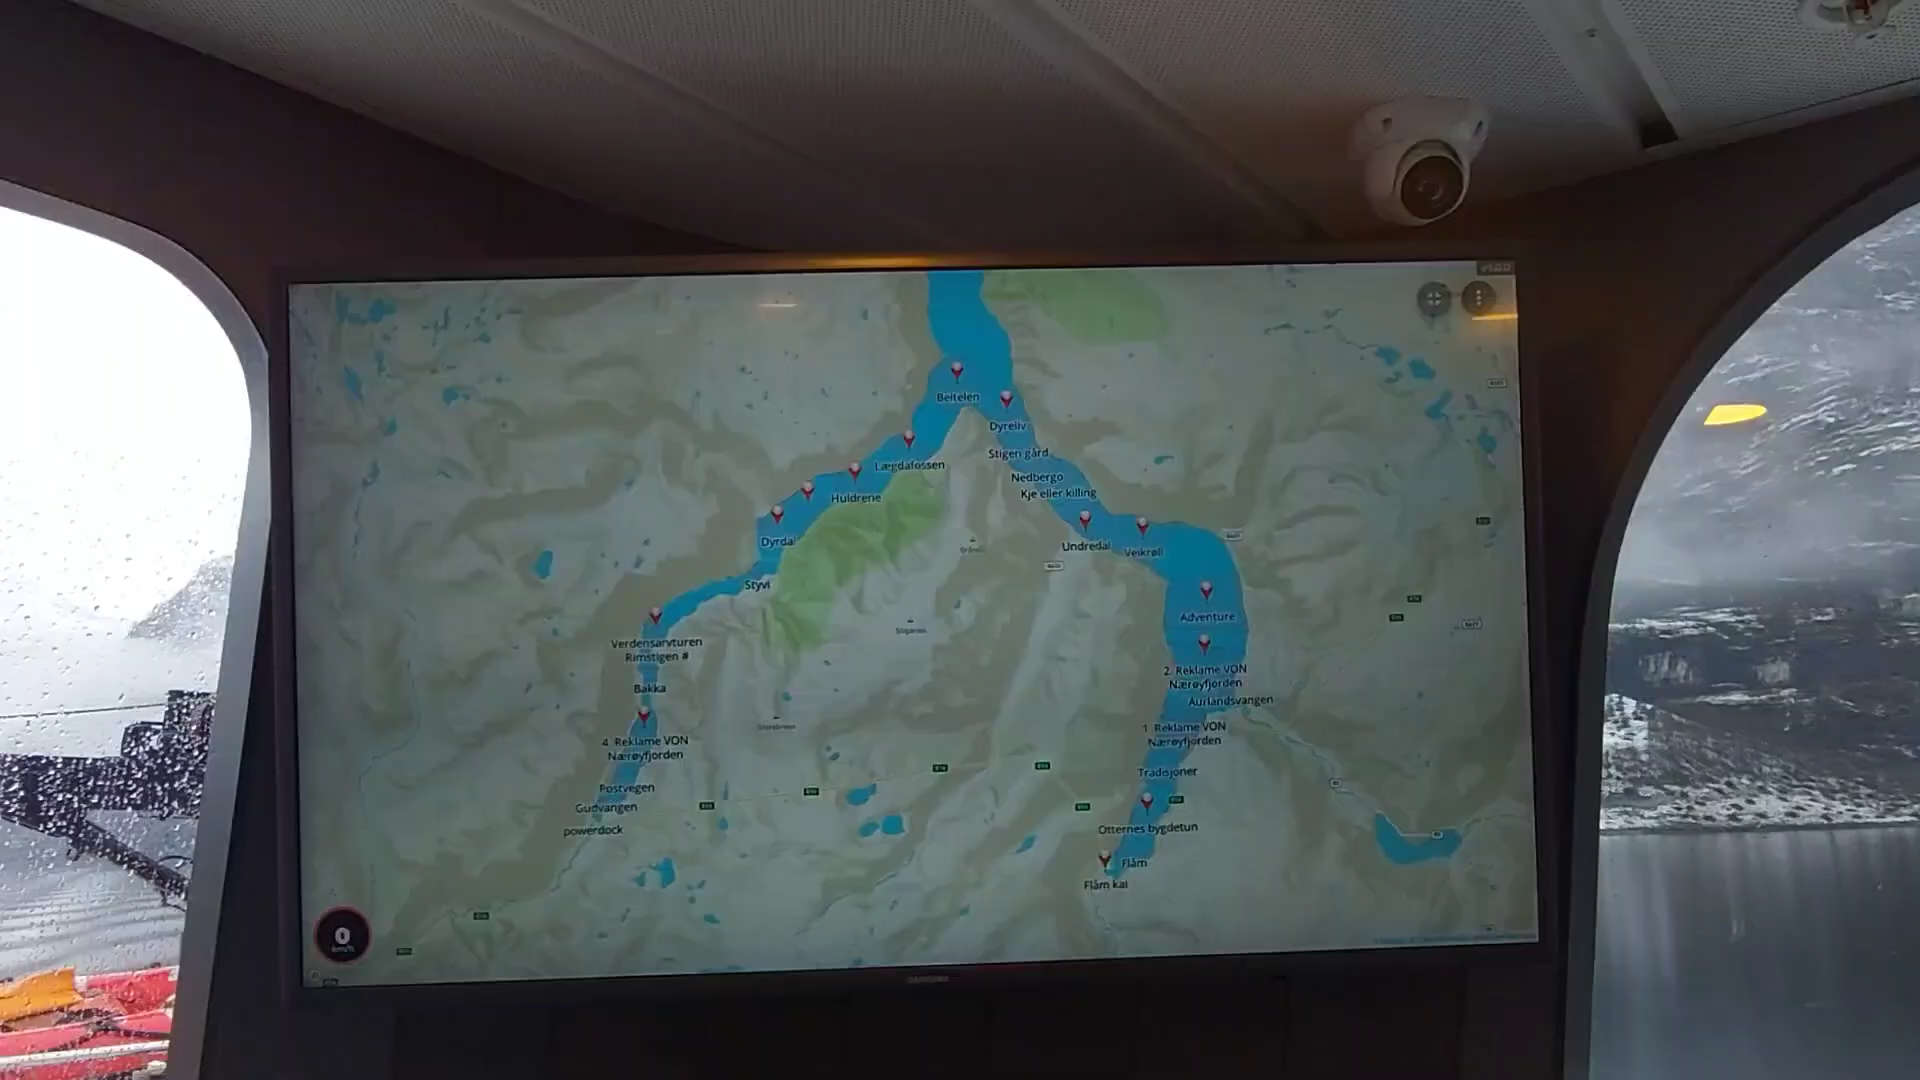 Beitelen
Dyreliv
Stigen gård
Lægdafossen
Nedbergo
Kje eller killing
Huldrene
Dyrdal
Undredal
Veikrøll
Styvi
Adventure
Verdensarvturen
Rimstigen #
2. Reklame VON
Nærøyfjorden
Bakka
Aurlandsvangen
4. Reklame VON
Nærøyfjorden
1. Reklame VON
Nærøyfjorden
Tradisjoner
Postvegen
Gudvangen
powerdock
Otternes bygdetun
Flåm
Flåm kai
0
km/h